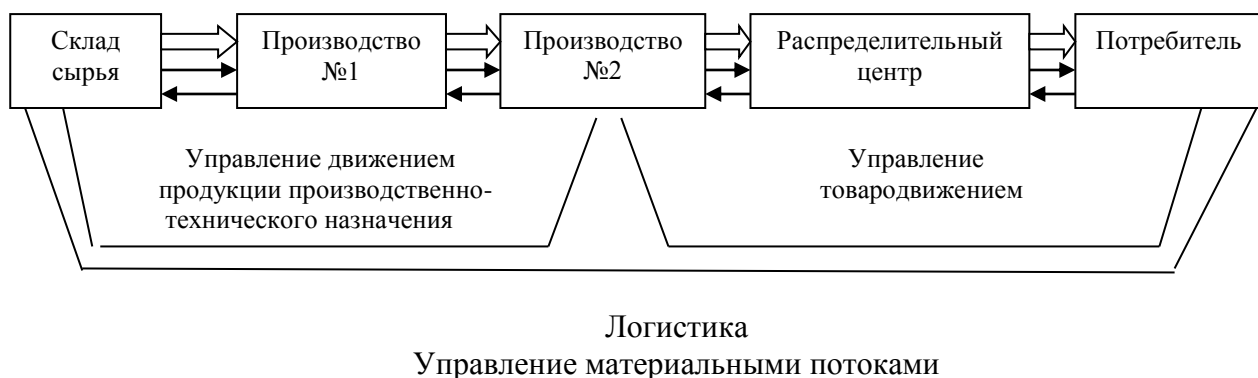 Склад
сырья
Производство
№1
Производство
№2
Распределительный
центр
Потребитель
Управление движением
продукции производственно-
технического назначения
Управление
товародвижением
Логистика
Управление материальными потоками